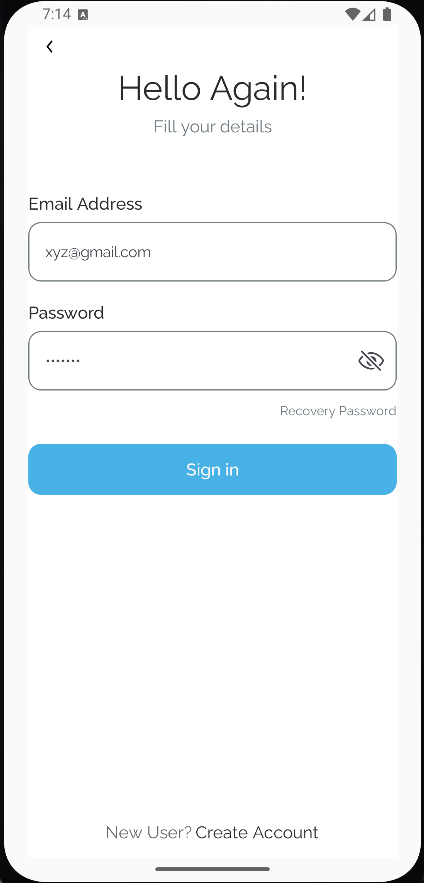 7:14 A
Hello Again!
Fill your details
Email Address
xyz@gmail.com
Password
•••••••
Recovery Password
Sign in
New User? Create Account